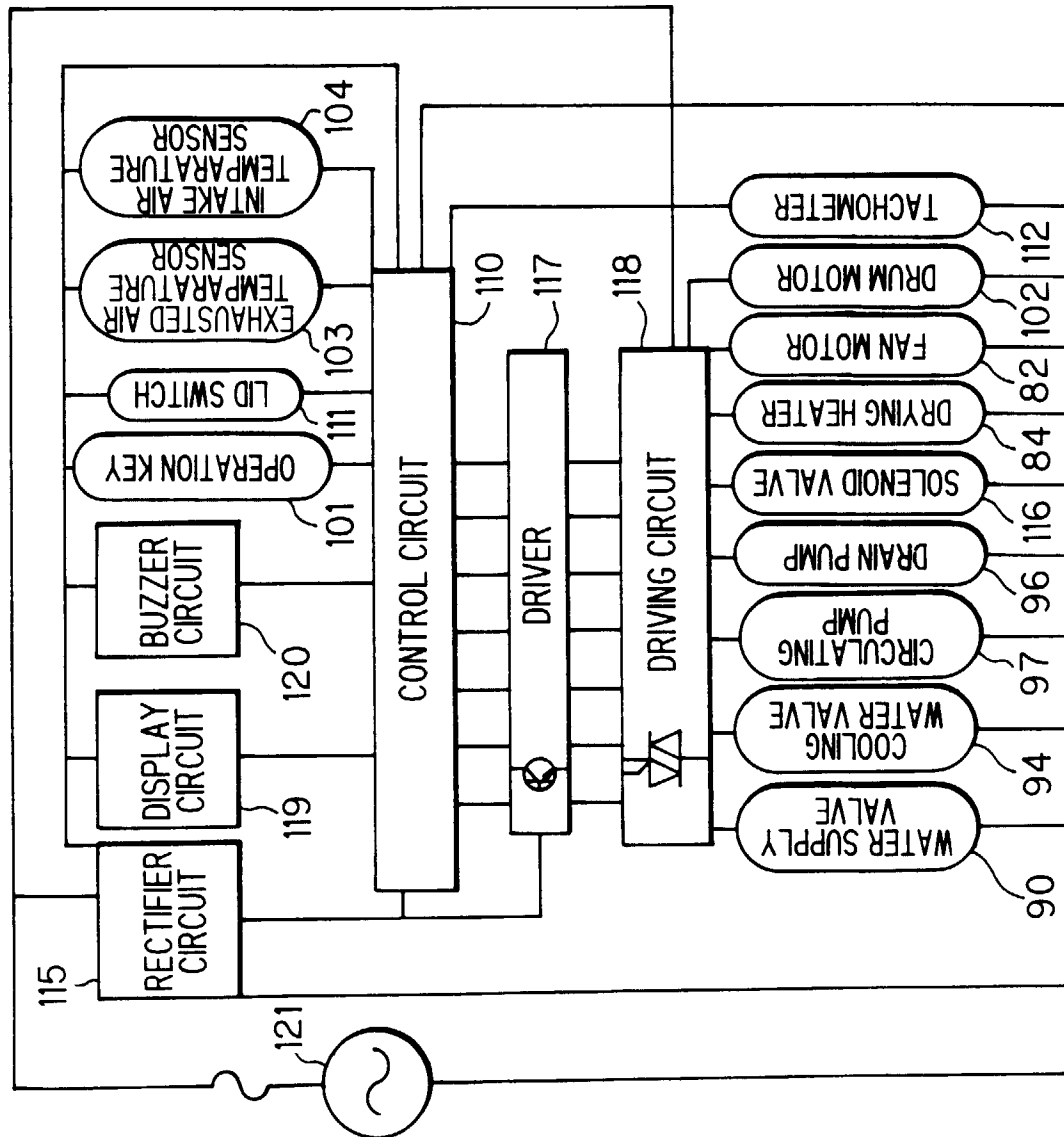 121
115
RECTIFIER
CIRCUIT
DISPLAY
CIRCUIT
119
BUZZER
CIRCUIT
120
OPERATION KEY
101
LID SWITCH
111
EXHAUSTED AIR
TEMPARATURE
SENSOR
103
INTAKE AIR
TEMPARATURE
SENSOR
104
CONTROL CIRCUIT
110
DRIVER
117
DRIVING CIRCUIT
118
WATER SUPPLY
VALVE
90
COOLING
WATER VALVE
94
CIRCULATING
PUMP
97
DRAIN PUMP
96
SOLENOID VALVE
116
DRYING HEATER
84
FAN MOTOR
82
DRUM MOTOR
102
TACHOMETER
112